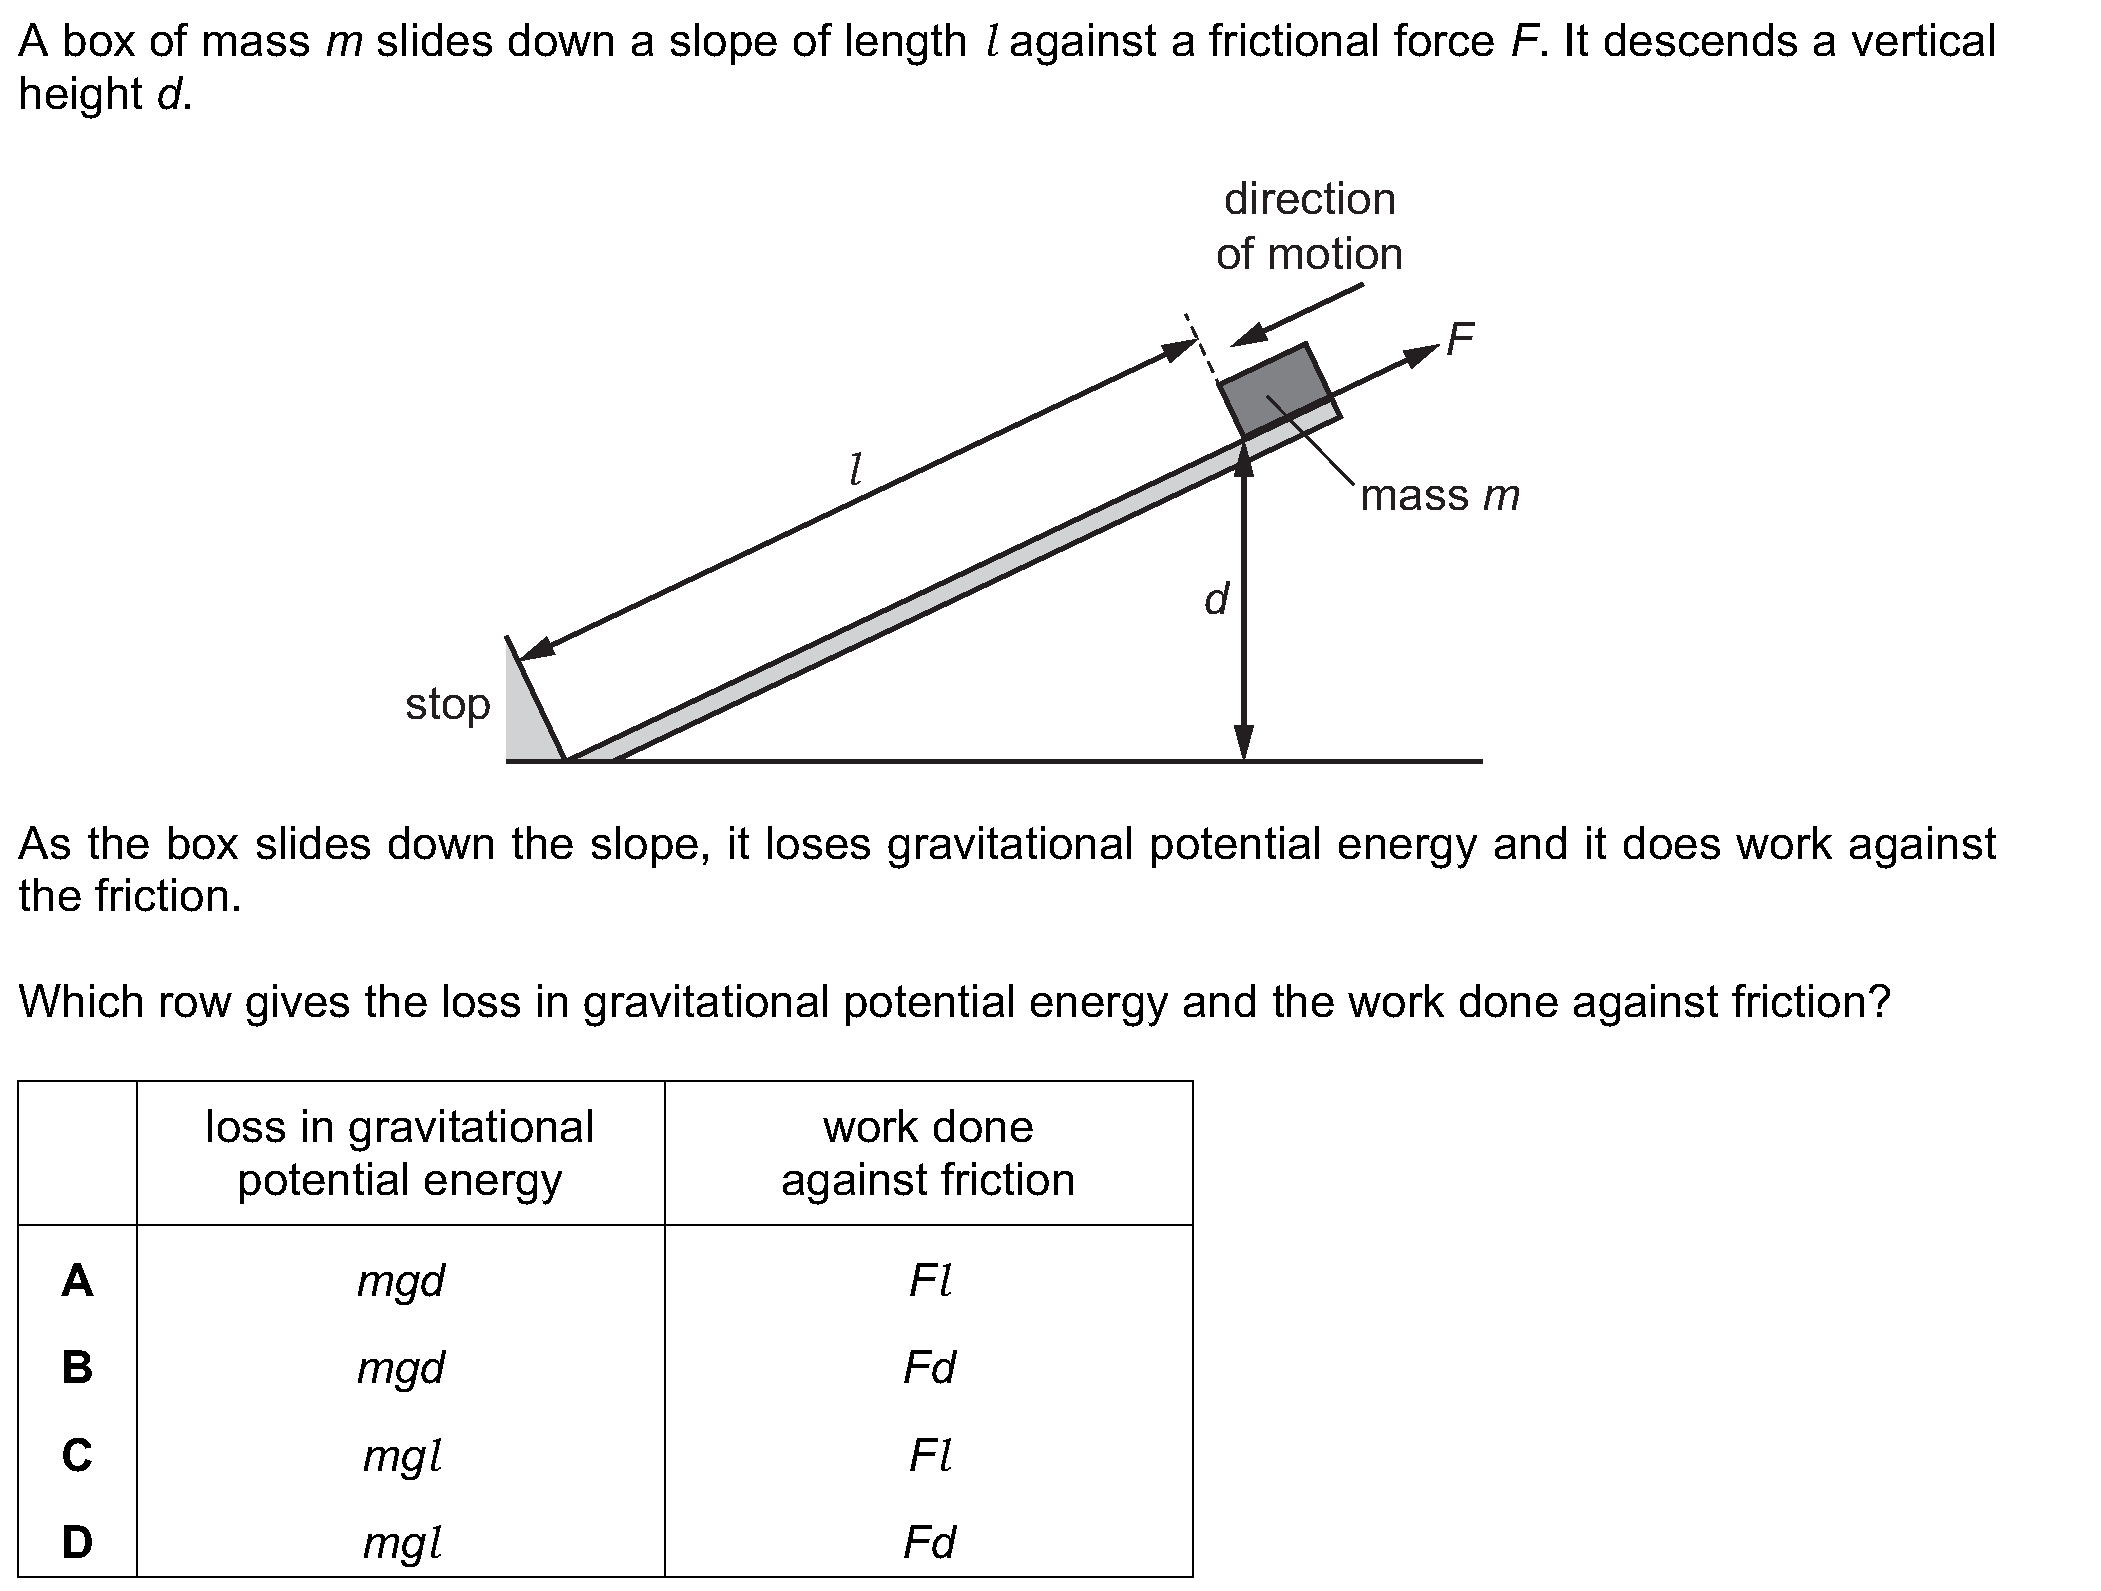 A box of mass m slides down a slope of length l against a frictional force F. It descends a vertical
height d.
direction
of motion
F
l
mass m
d
stop
As the box slides down the slope, it loses gravitational potential energy and it does work against
the friction.
Which row gives the loss in gravitational potential energy and the work done against friction?
loss in gravitational
potential energy
work done
against friction
A mgd Fl
B mgd Fd
C mgl Fl
D mgl Fd